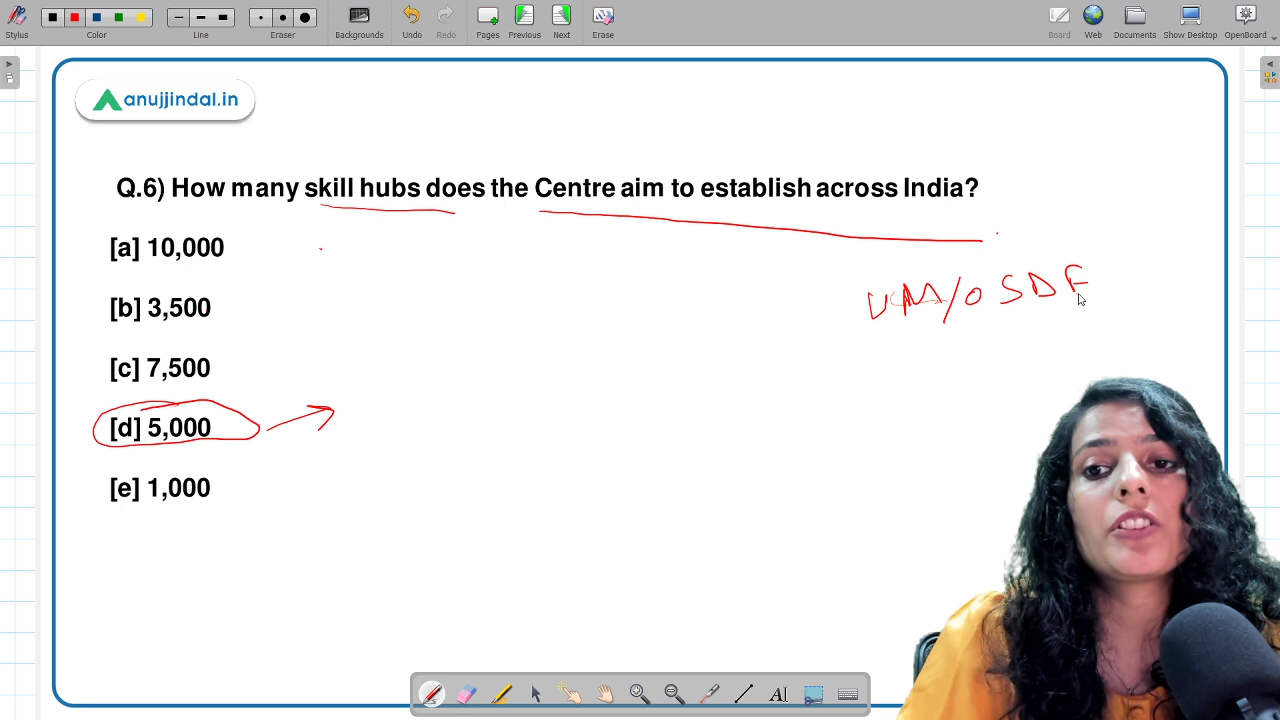 Stylus
Color
Line
Eraser
Backgrounds
Undo
Redo
Pages
Previous
Next
Erase
Board
Web
Documents
Show Desktop
OpenBoard
anujjindal.in
Q.6) How many skill hubs does the Centre aim to establish across India?
[a] 10,000
M/O SDE
[b] 3,500
[c] 7,500
[d] 5,000
[e] 1,000